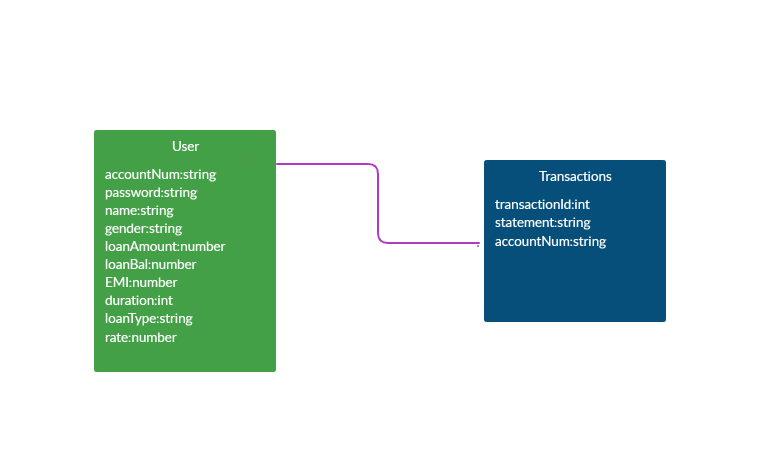 User
accountNum:string
password:string
name:string
gender:string
loanAmount:number
loanBal:number
EMI:number
duration:int
loanType:string
rate:number
Transactions
transactionId:int
statement:string
accountNum:string